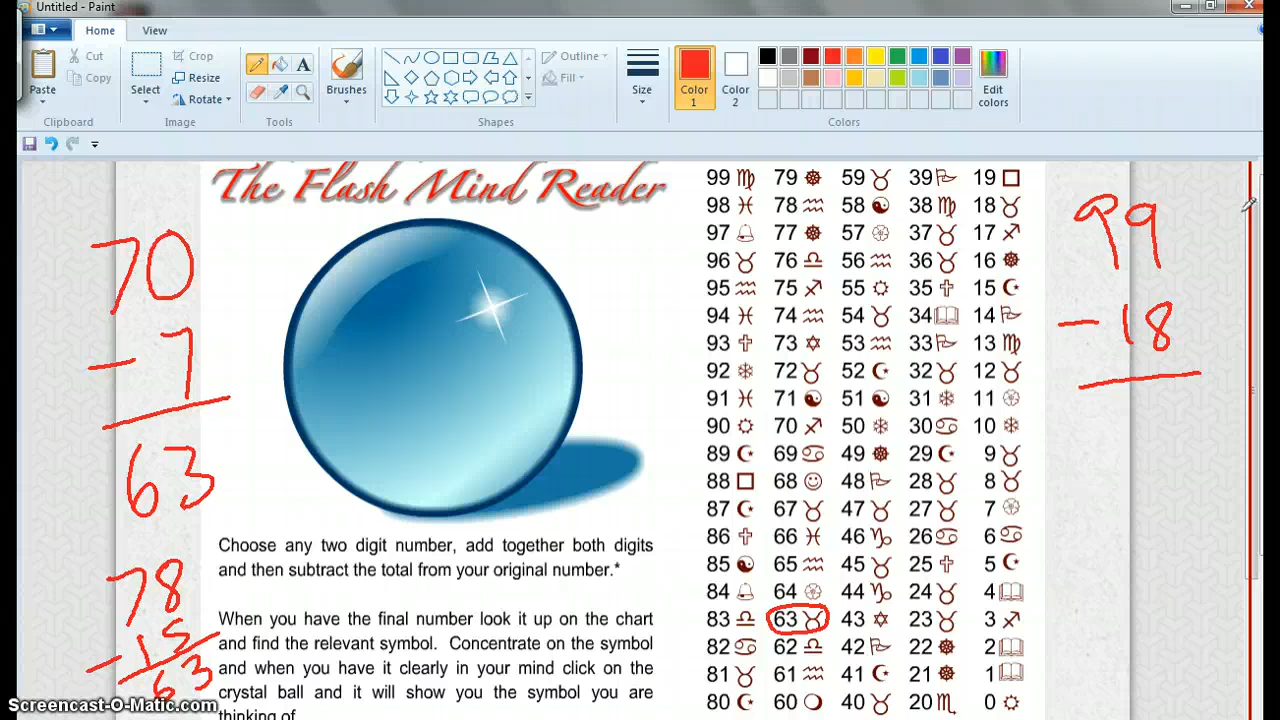 Untitled - Paint
Home View
Paste
Cut
Copy
Clipboard
Select
Crop
Resize
Rotate
Image
Tools
Brushes
Shapes
Outline
Fill
Size
Color 1
Color 2
Edit colors
Colors
The Flash Mind Reader
70
- 7
63
78
- 15
63
Choose any two digit number, add together both digits
and then subtract the total from your original number.*
When you have the final number look it up on the chart
and find the relevant symbol. Concentrate on the symbol
and when you have it clearly in your mind click on the
crystal ball and it will show you the symbol you are
thinking of
99 ♍ 79 ☸ 59 ♉ 39 19 □
98 ♓ 78 ♒ 58 ☯ 38 ♍ 18 ♉
97 77 ☸ 57 37 ♉ 17 ♐
96 ♉ 76 ♎ 56 ♒ 36 ♉ 16 ☸
95 ♒ 75 ♐ 55 35 ✝ 15 ☪
94 ♓ 74 ♒ 54 ♉ 34 14
93 ✝ 73 ✡ 53 ♒ 33 13 ♍
92 ❄ 72 ♉ 52 ☪ 32 ♉ 12 ♉
91 ♓ 71 ☯ 51 ☯ 31 ❄ 11
90 70 ♐ 50 ❄ 30 ♋ 10 ❄
89 ☪ 69 ♋ 49 ☸ 29 ☪ 9 ♉
88 □ 68 ☺ 48 28 ♉ 8 ♉
87 ☪ 67 ♉ 47 ♉ 27 ♉ 7
86 ✝ 66 ♓ 46 ♑ 26 ♋ 6 ♋
85 ☯ 65 ♒ 45 ♉ 25 ✝ 5 ☪
84 64 44 ♑ 24 ♉ 4
83 ♎ 63 ♉ 43 ✡ 23 ♉ 3 ♐
82 ♋ 62 ♎ 42 22 ☸ 2
81 ♉ 61 ♒ 41 ☪ 21 ☸ 1
80 ☪ 60 40 ♉ 20 ♏ 0
99
- 18
Screencast-O-Matic.com